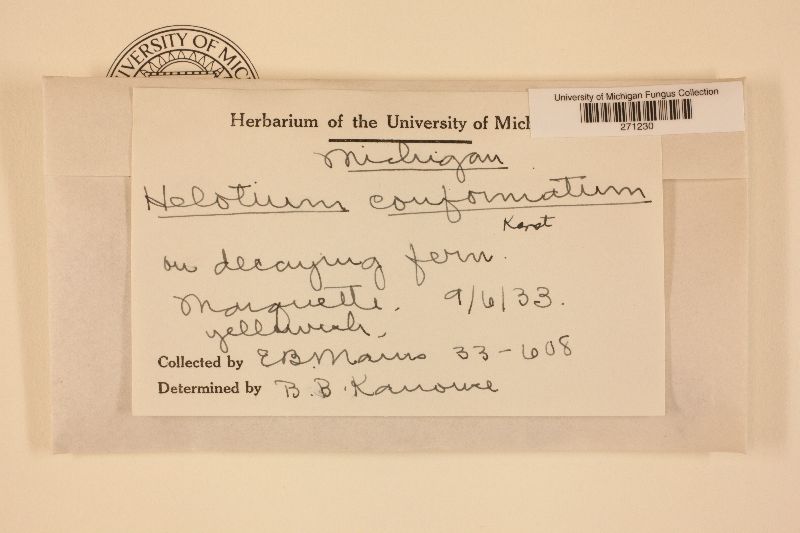 UNIVERSITY OF MIC
University of Michigan Fungus Collection
271230
Herbarium of the University of Mich
Michigan
Helotium conformatum
Karst
on decaying fern.
Marquette. 9/6/33.
yellowish.
Collected by E.B. Mains 33-608
Determined by B.B. Kanouse